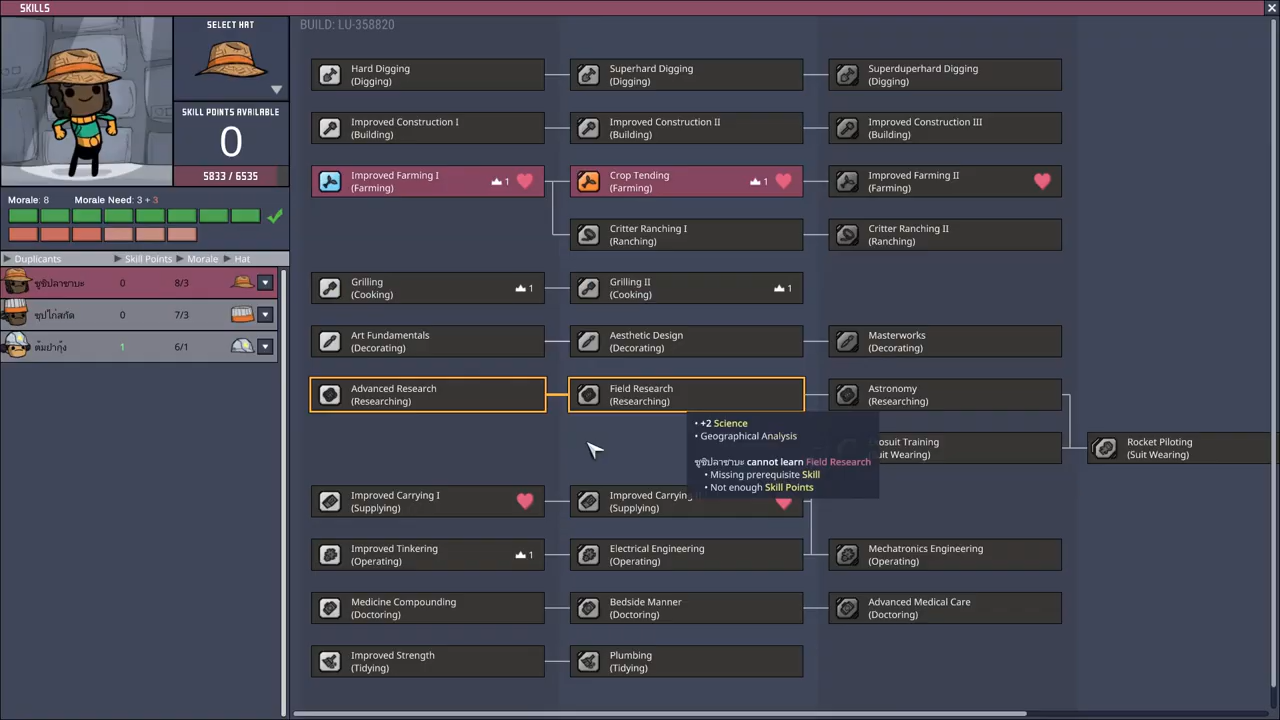 SKILLS
BUILD: LU-358820
SELECT HAT
SKILL POINTS AVAILABLE
0
5833 / 6535
Morale: 8 Morale Need: 3 + 3
Duplicants Skill Points Morale Hat
ซูชิปลาซาบะ 0 8/3
ซุปไก่สกัด 0 7/3
ต้มยำกุ้ง 1 6/1
Hard Digging
(Digging)
Superhard Digging
(Digging)
Superduperhard Digging
(Digging)
Improved Construction I
(Building)
Improved Construction II
(Building)
Improved Construction III
(Building)
Improved Farming I
(Farming)
1
Crop Tending
(Farming)
1
Improved Farming II
(Farming)
Critter Ranching I
(Ranching)
Critter Ranching II
(Ranching)
Grilling
(Cooking)
1
Grilling II
(Cooking)
1
Art Fundamentals
(Decorating)
Aesthetic Design
(Decorating)
Masterworks
(Decorating)
Advanced Research
(Researching)
Field Research
(Researching)
Astronomy
(Researching)
• +2 Science
• Geographical Analysis
ซูชิปลาซาบะ cannot learn Field Research
• Missing prerequisite Skill
• Not enough Skill Points
Training
Wearing)
Rocket Piloting
(Suit Wearing)
Improved Carrying I
(Supplying)
Improved Carrying
(Supplying)
Improved Tinkering
(Operating)
1
Electrical Engineering
(Operating)
Mechatronics Engineering
(Operating)
Medicine Compounding
(Doctoring)
Bedside Manner
(Doctoring)
Advanced Medical Care
(Doctoring)
Improved Strength
(Tidying)
Plumbing
(Tidying)